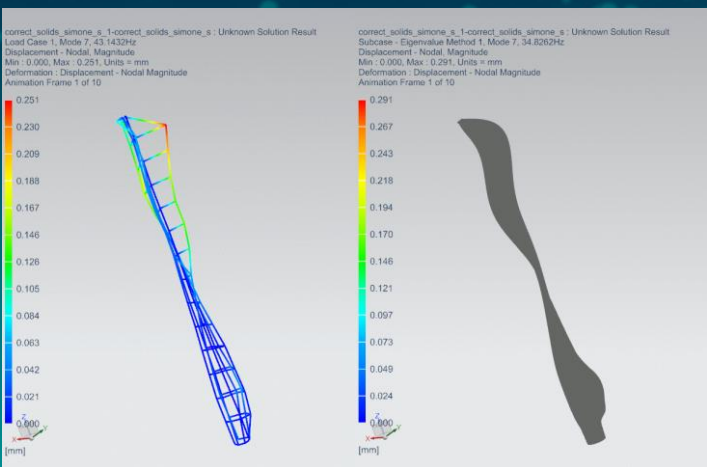 correct_solids_simone_s_1-correct_solids_simone_s : Unknown Solution Result
Load Case 1, Mode 7, 43.1432Hz
Displacement - Nodal, Magnitude
Min : 0.000, Max : 0.251, Units = mm
Deformation : Displacement - Nodal Magnitude
Animation Frame 1 of 10
0.251
0.230
0.209
0.188
0.167
0.146
0.126
0.105
0.084
0.063
0.042
0.021
0.000
Z
X
Y
[mm]
correct_solids_simone_s_1-correct_solids_simone_s : Unknown Solution Result
Subcase - Eigenvalue Method 1, Mode 7, 34.8262Hz
Displacement - Nodal, Magnitude
Min : 0.000, Max : 0.291, Units = mm
Deformation : Displacement - Nodal Magnitude
Animation Frame 1 of 10
0.291
0.267
0.243
0.218
0.194
0.170
0.146
0.121
0.097
0.073
0.049
0.024
0.000
Z
X
Y
[mm]